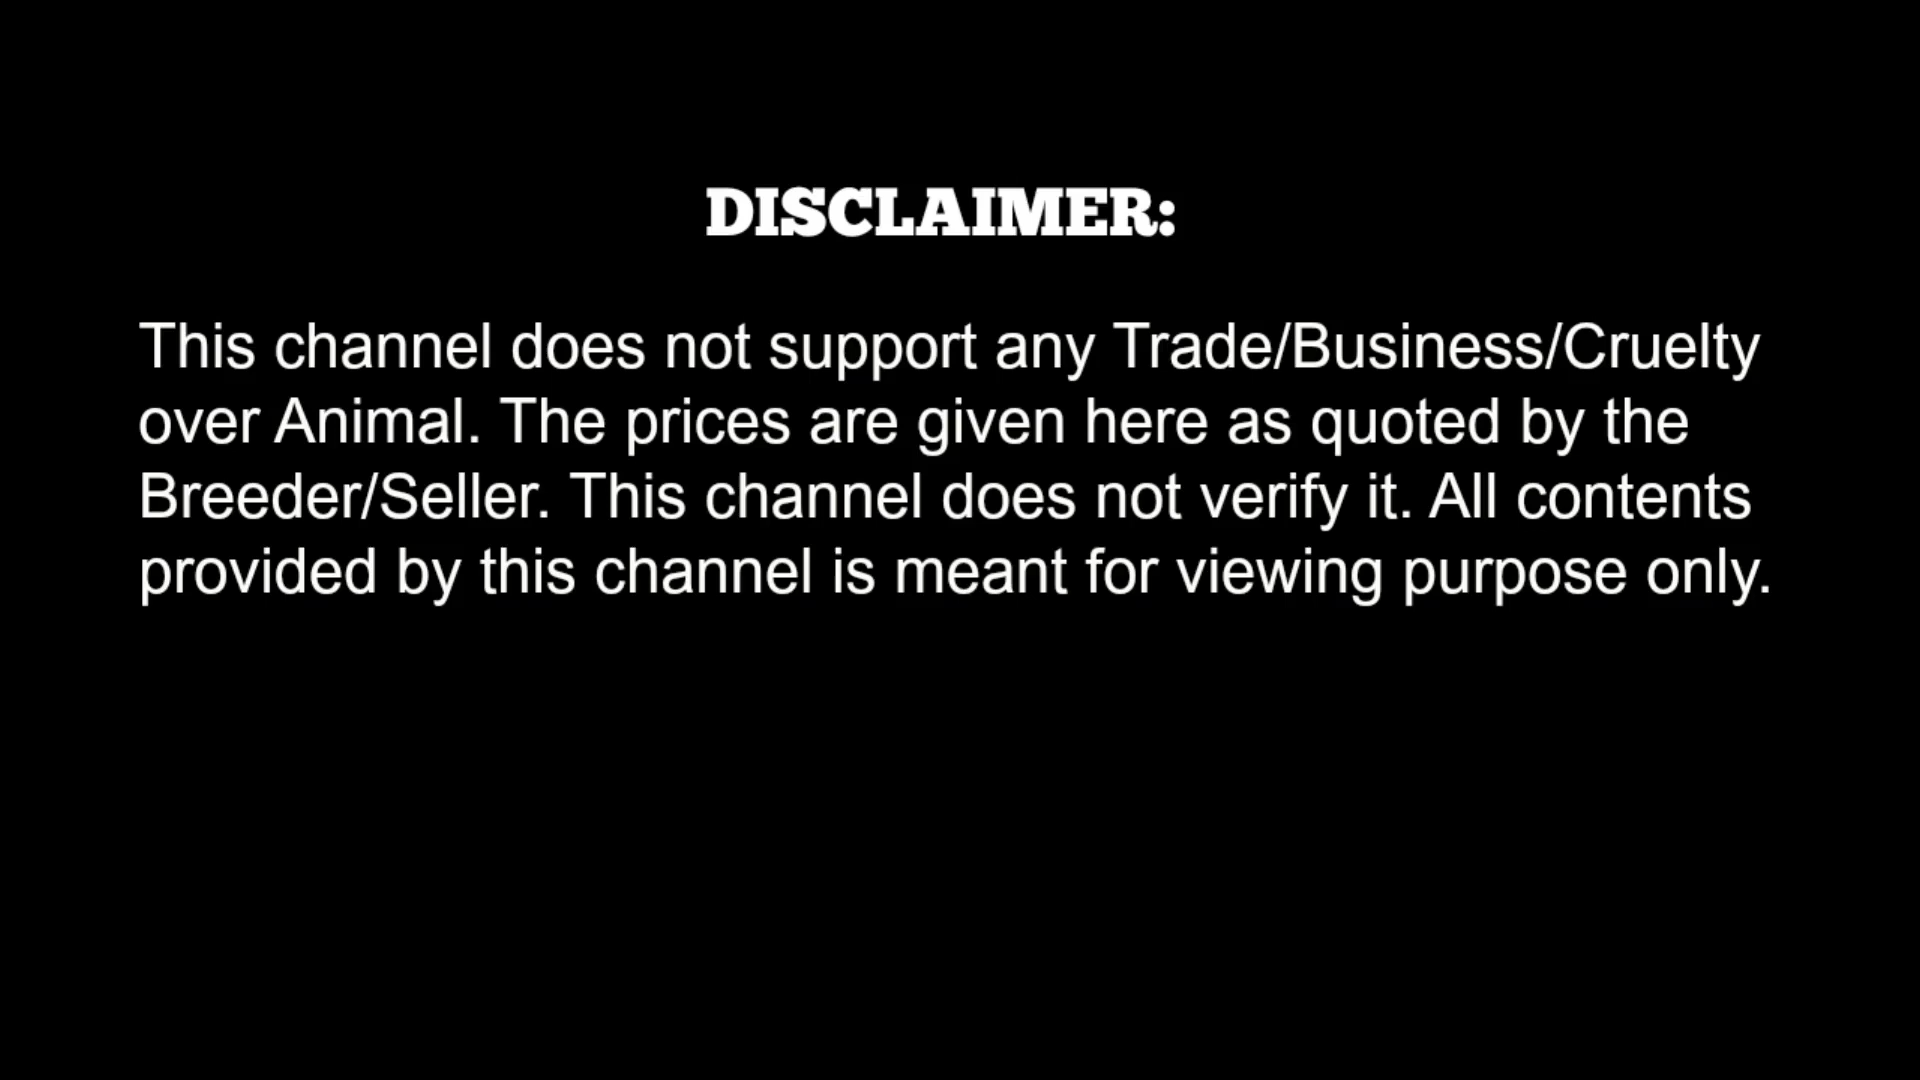 DISCLAIMER:
This channel does not support any Trade/Business/Cruelty
over Animal. The prices are given here as quoted by the
Breeder/Seller. This channel does not verify it. All contents
provided by this channel is meant for viewing purpose only.